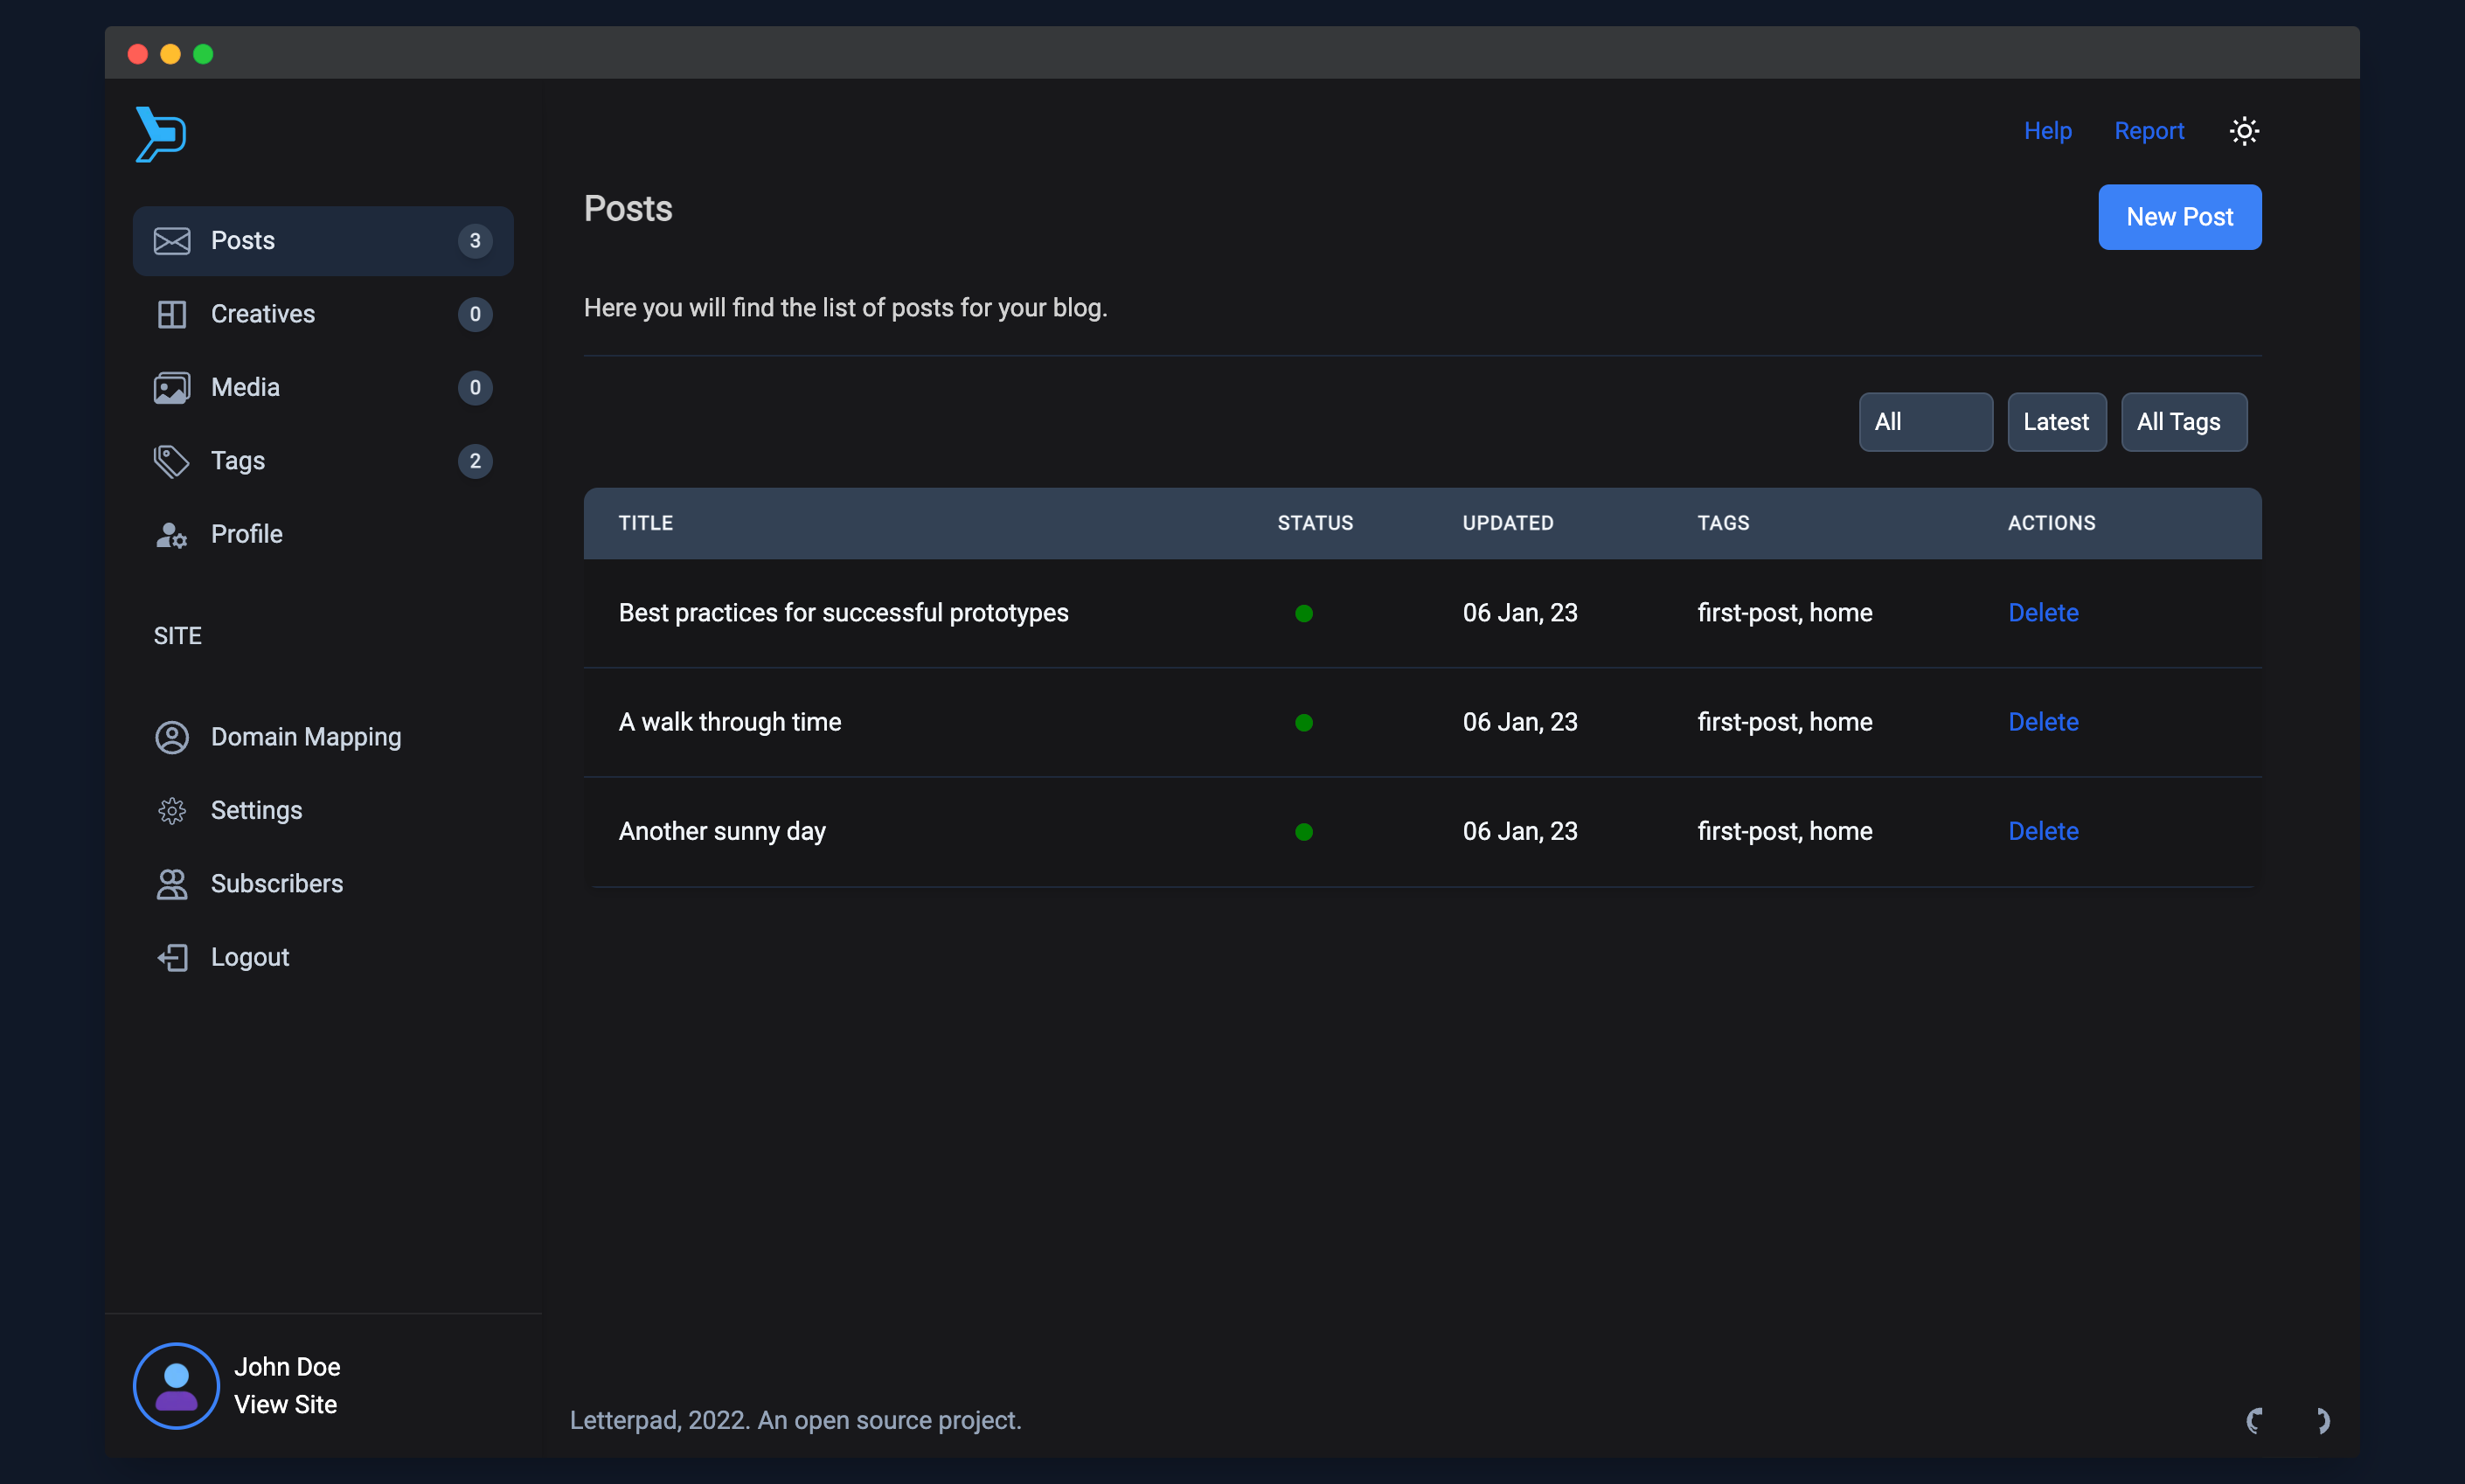 Help Report
Posts
New Post
Here you will find the list of posts for your blog.
Posts 3
Creatives 0
Media 0
Tags 2
Profile
SITE
Domain Mapping
Settings
Subscribers
Logout
All Latest All Tags
TITLE STATUS UPDATED TAGS ACTIONS
Best practices for successful prototypes 06 Jan, 23 first-post, home Delete
A walk through time 06 Jan, 23 first-post, home Delete
Another sunny day 06 Jan, 23 first-post, home Delete
John Doe
View Site
Letterpad, 2022. An open source project.